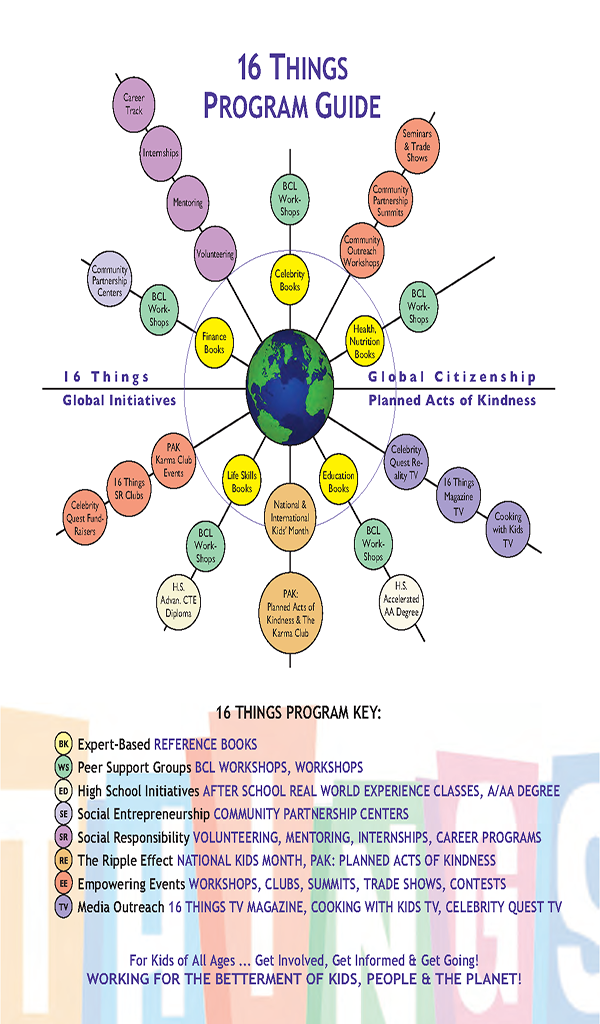 16 THINGS
PROGRAM GUIDE
Career
Track
Internships
Mentoring
Volunteering
BCL
Work-
Shops
Celebrity
Books
Seminars
& Trade
Shows
Community
Partnership
Summits
Community
Outreach
Workshops
Community
Partnership
Centers
BCL
Work-
Shops
Finance
Books
BCL
Work-
Shops
Health,
Nutrition
Books
16 Things
Global Initiatives
Global Citizenship
Planned Acts of Kindness
PAK
Karma Club
Events
16 Things
SR Clubs
Celebrity
Quest Fund-
Raisers
Life Skills
Books
BCL
Work-
Shops
H.S.
Advan. CTE
Diploma
National &
International
Kids' Month
PAK:
Planned Acts of
Kindness & The
Karma Club
Education
Books
BCL
Work-
Shops
H.S.
Accelerated
AA Degree
Celebrity
Quest Re-
ality TV
16 Things
Magazine
TV
Cooking
with Kids
TV
16 THINGS PROGRAM KEY:
BK Expert-Based REFERENCE BOOKS
WS Peer Support Groups BCL WORKSHOPS, WORKSHOPS
ED High School Initiatives AFTER SCHOOL REAL WORLD EXPERIENCE CLASSES, A/AA DEGREE
SE Social Entrepreneurship COMMUNITY PARTNERSHIP CENTERS
SR Social Responsibility VOLUNTEERING, MENTORING, INTERNSHIPS, CAREER PROGRAMS
RE The Ripple Effect NATIONAL KIDS MONTH, PAK: PLANNED ACTS OF KINDNESS
EE Empowering Events WORKSHOPS, CLUBS, SUMMITS, TRADE SHOWS, CONTESTS
TV Media Outreach 16 THINGS TV MAGAZINE, COOKING WITH KIDS TV, CELEBRITY QUEST TV
For Kids of All Ages ... Get Involved, Get Informed & Get Going!
WORKING FOR THE BETTERMENT OF KIDS, PEOPLE & THE PLANET!
THINGS